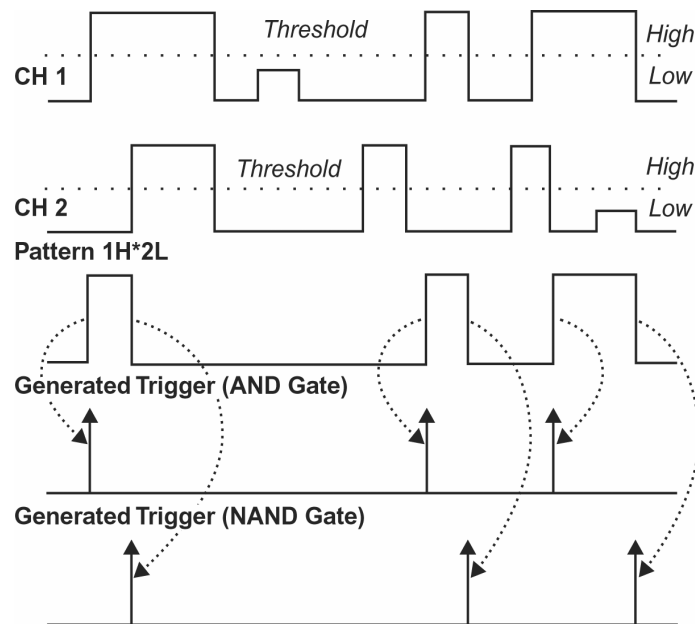 Threshold
High
CH 1
Low
Threshold
High
CH 2
Low
Pattern 1H*2L
Generated Trigger (AND Gate)
Generated Trigger (NAND Gate)